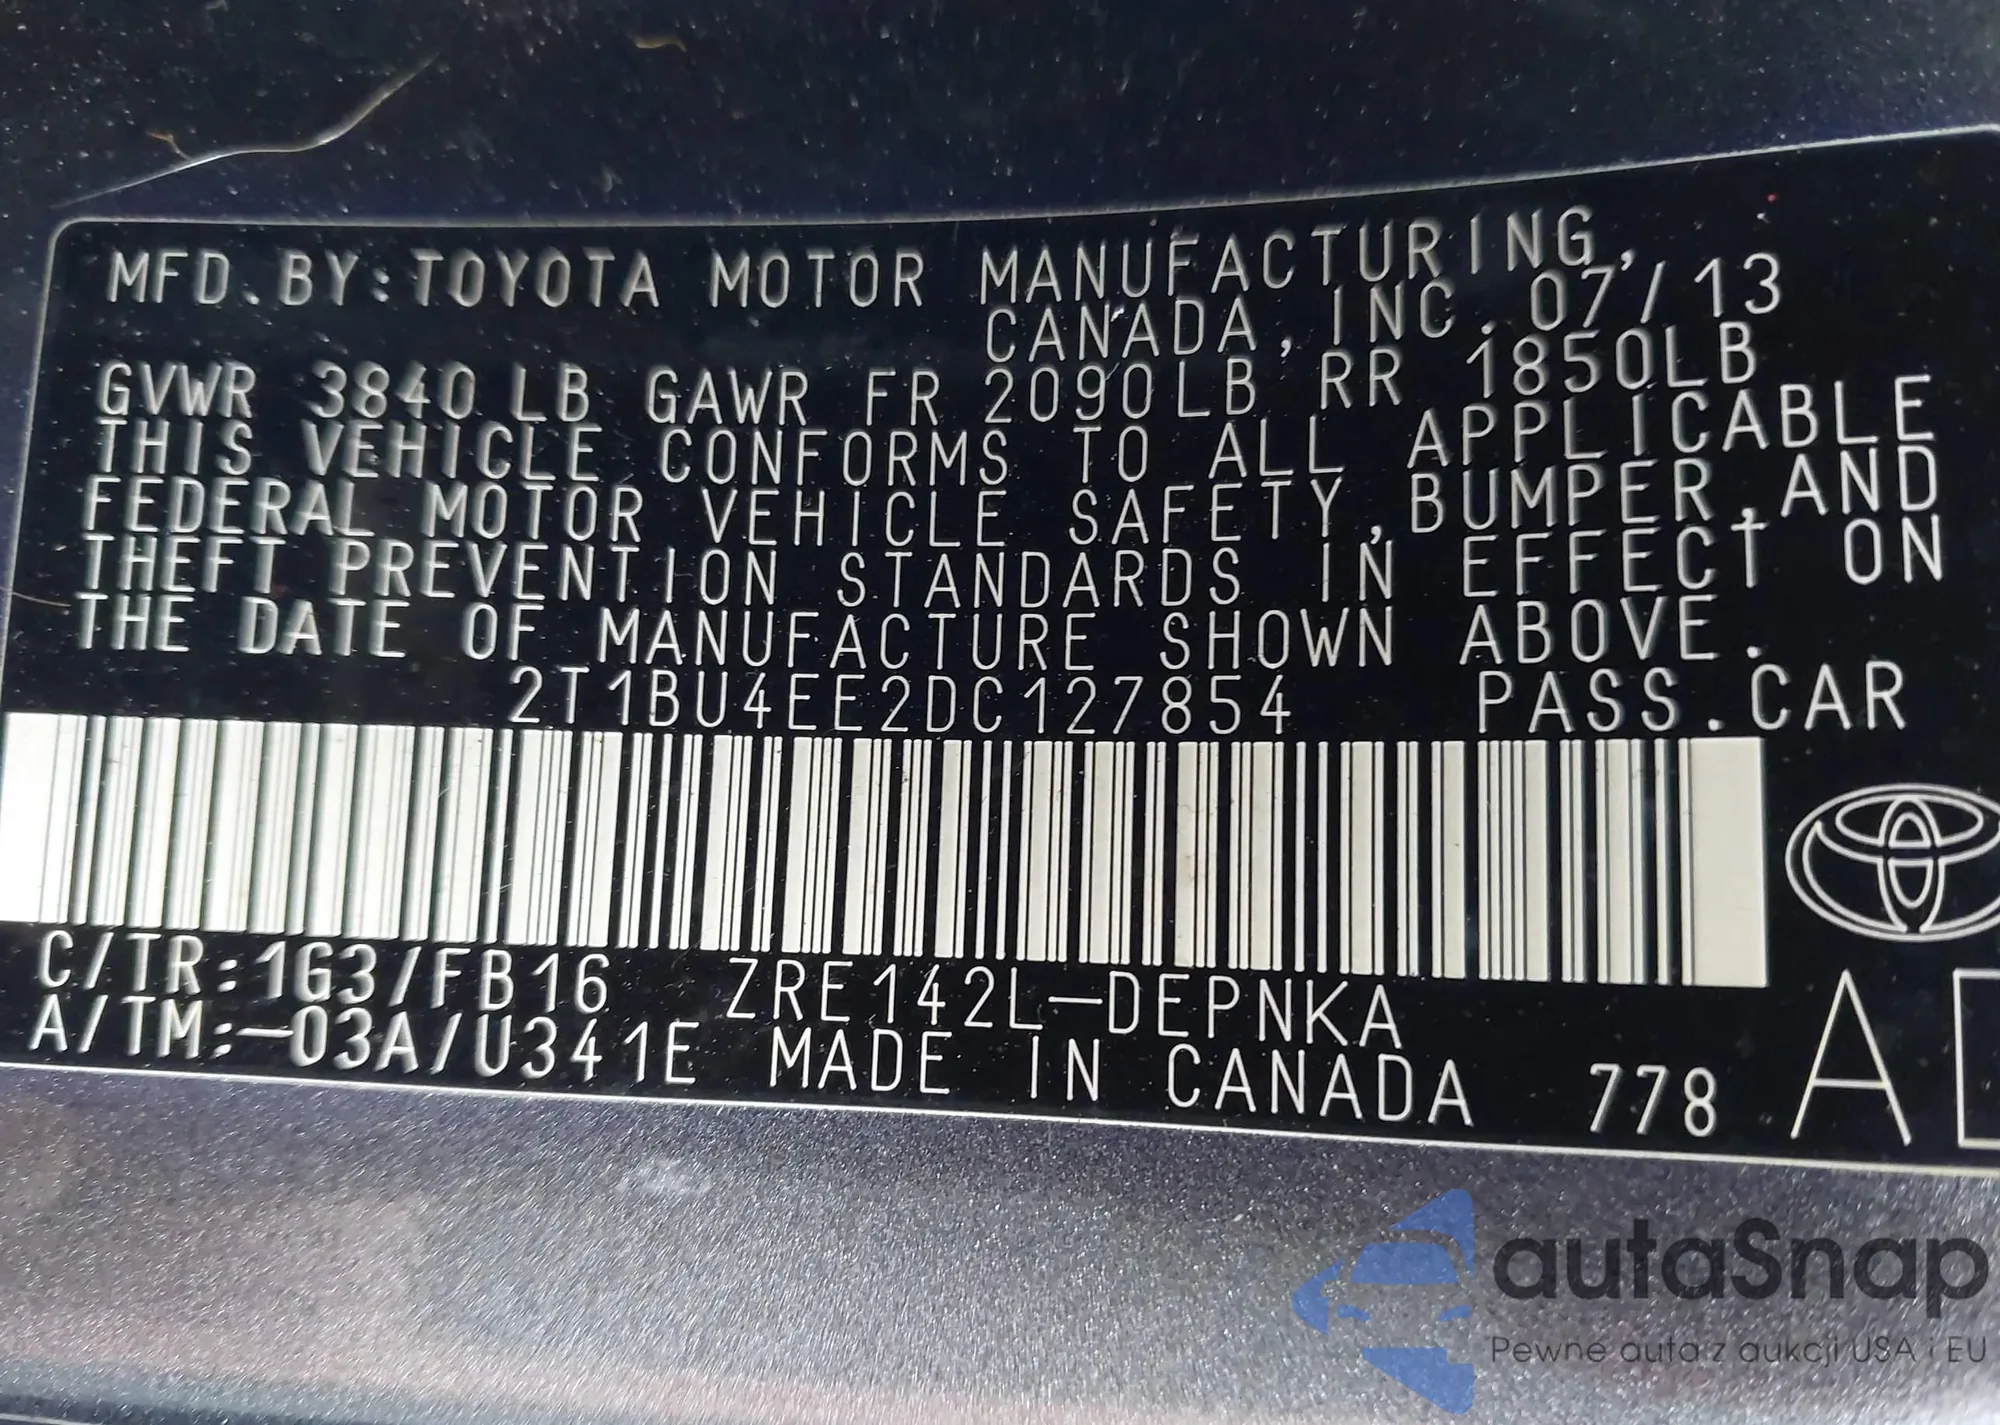 MFD. BY: TOYOTA MOTOR MANUFACTURING,
CANADA, INC. 07/13
GVWR 3840 LB GAWR FR 2090LB RR 1850LB
THIS VEHICLE CONFORMS TO ALL APPLICABLE
FEDERAL MOTOR VEHICLE SAFETY, BUMPER, AND
THEFT PREVENTION STANDARDS IN EFFECT ON
THE DATE OF MANUFACTURE SHOWN ABOVE.
2T1BU4EE2DC127854 PASS. CAR
C/TR: 1G3/FB16 ZRE142L-DEPNKA
A/TM:-03A/U341E MADE IN CANADA 778 A
autaSnap
Pewne auta z aukcji USA i EU